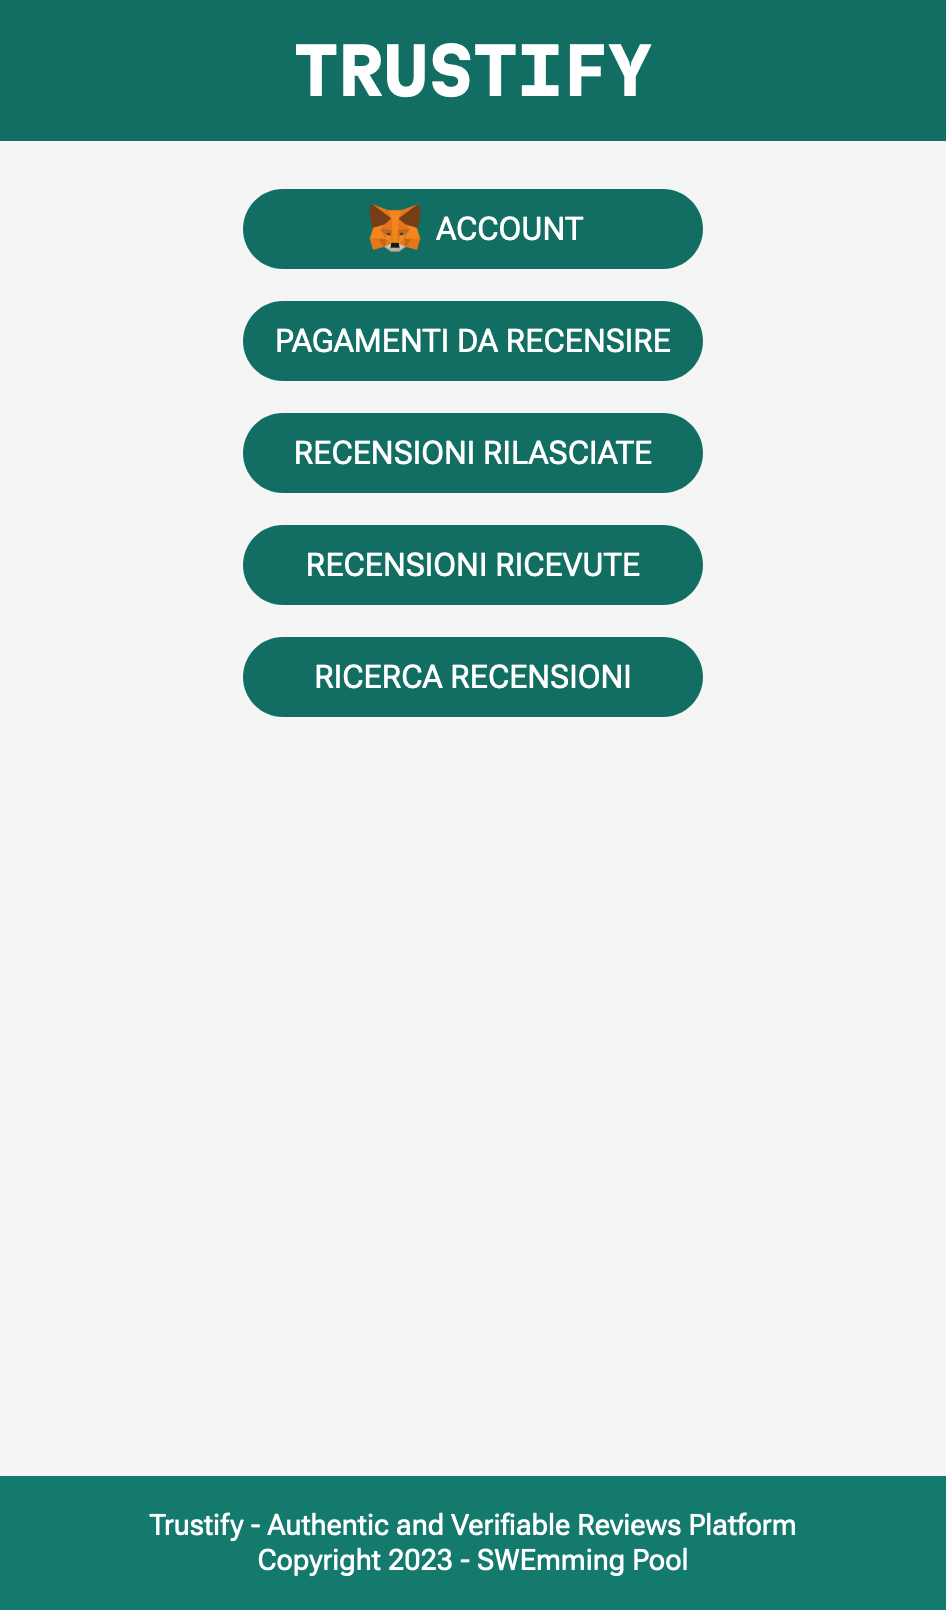 TRUSTIFY
ACCOUNT
PAGAMENTI DA RECENSIRE
RECENSIONI RILASCIATE
RECENSIONI RICEVUTE
RICERCA RECENSIONI
Trustify - Authentic and Verifiable Reviews Platform
Copyright 2023 - SWEmming Pool